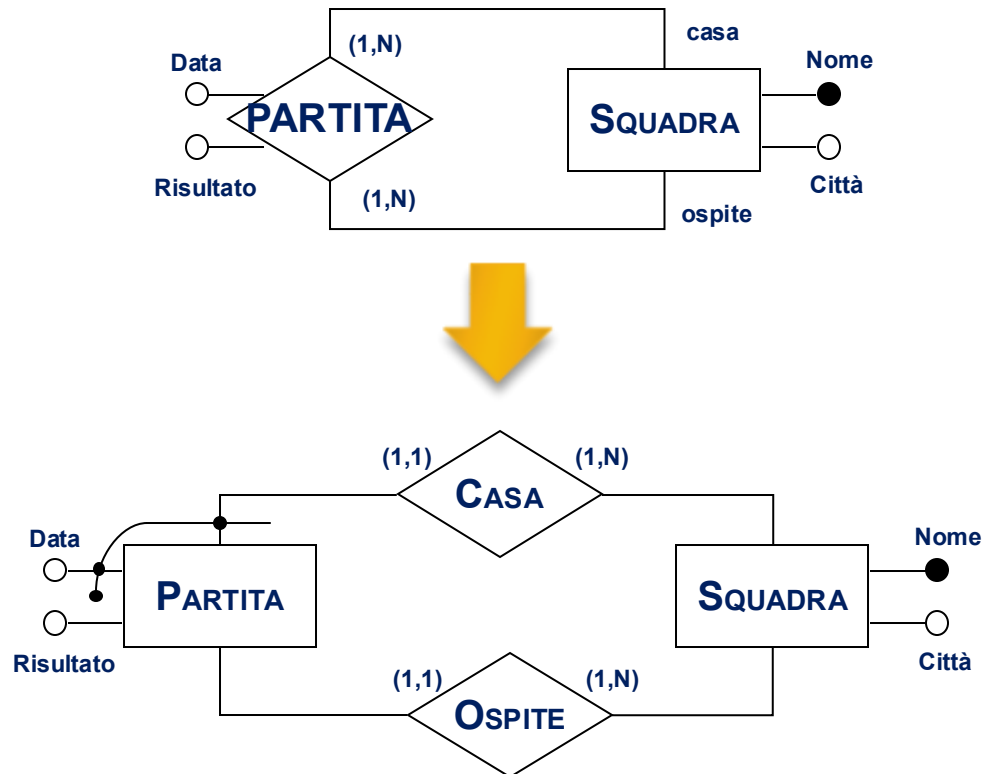 casa
(1,N)
Data
Nome
PARTITA
SQUADRA
Risultato
(1,N)
Città
ospite
(1,1)
(1,N)
CASA
Data
Nome
PARTITA
SQUADRA
Risultato
Città
(1,1)
(1,N)
OSPITE